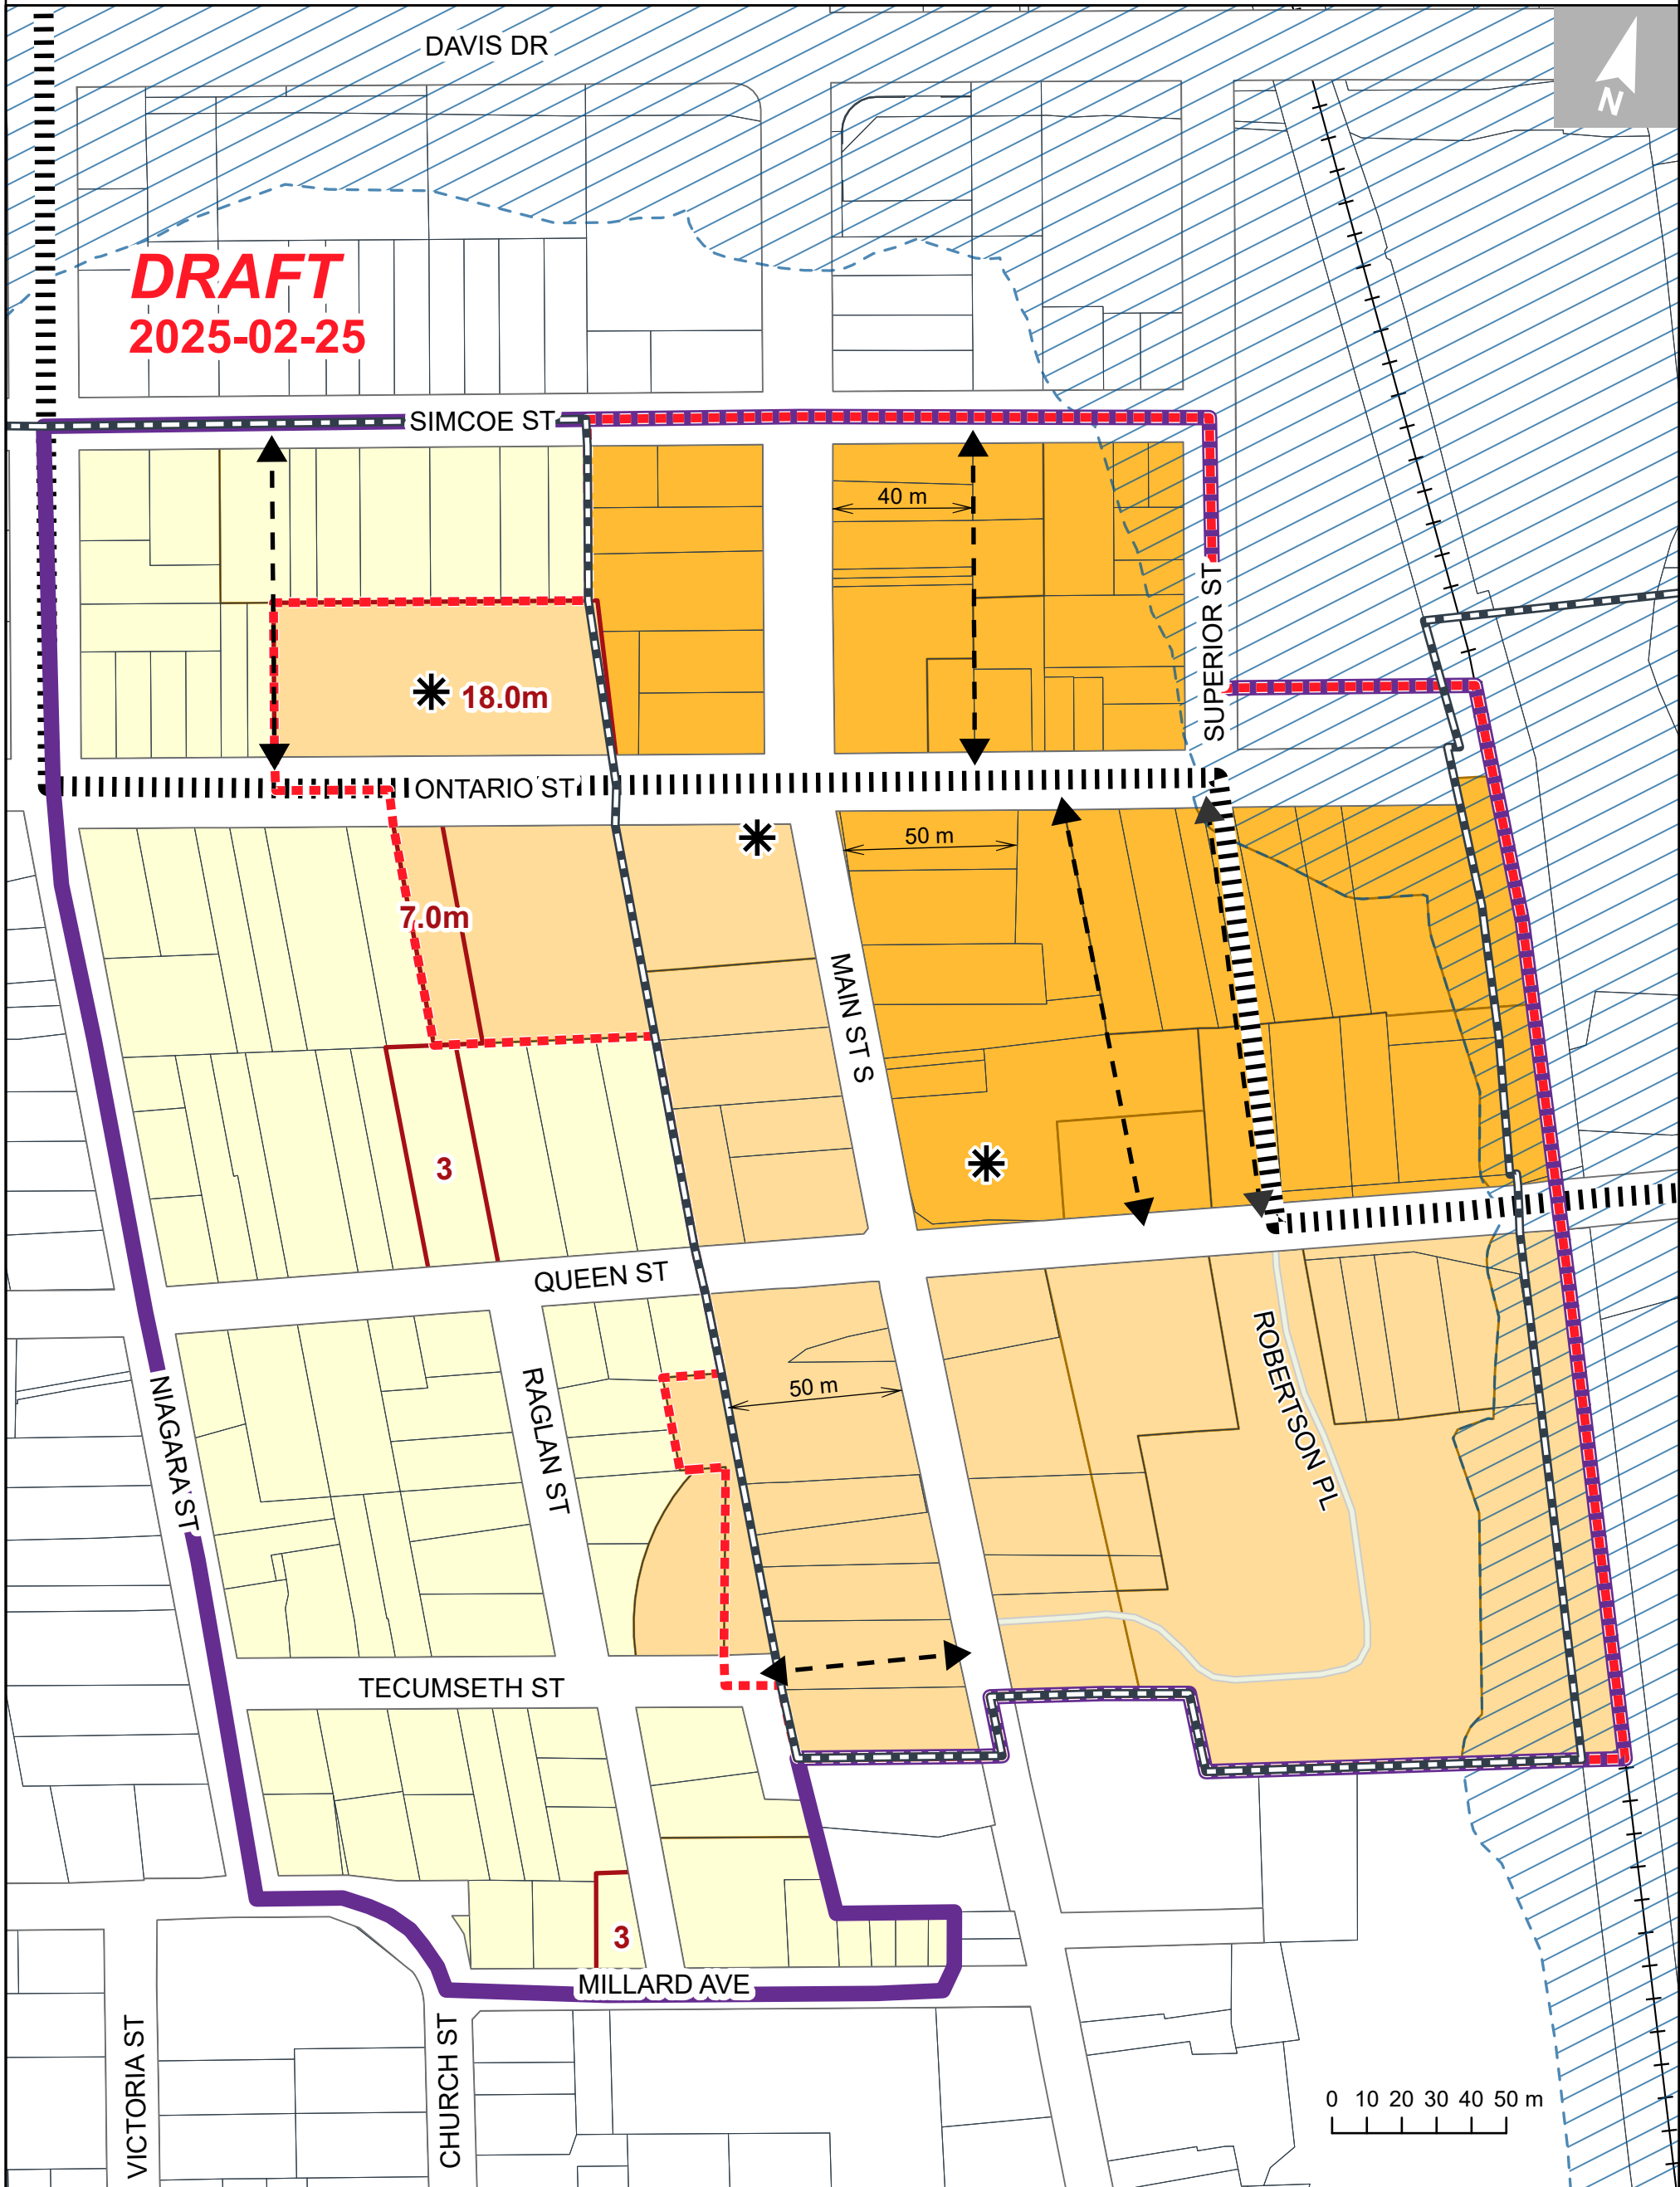 DAVIS DR
N
DRAFT
2025-02-25
SIMCOE ST
40 m
SUPERIOR ST
18.0m
ONTARIO ST
50 m
7.0m
MAIN ST S
3
QUEEN ST
ROBERTSON PL
50 m
RAGLAN ST
NIAGARA ST
TECUMSETH ST
3
MILLARD AVE
VICTORIA ST
CHURCH ST
0 10 20 30 40 50 m